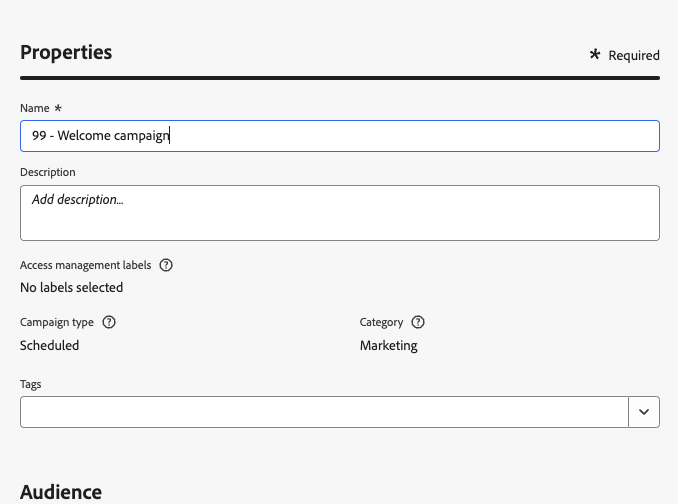 Properties
* Required
Name *
99 - Welcome campaign
Description
Add description...
Access management labels ?
No labels selected
Campaign type ? Category ?
Scheduled Marketing
Tags
Audience